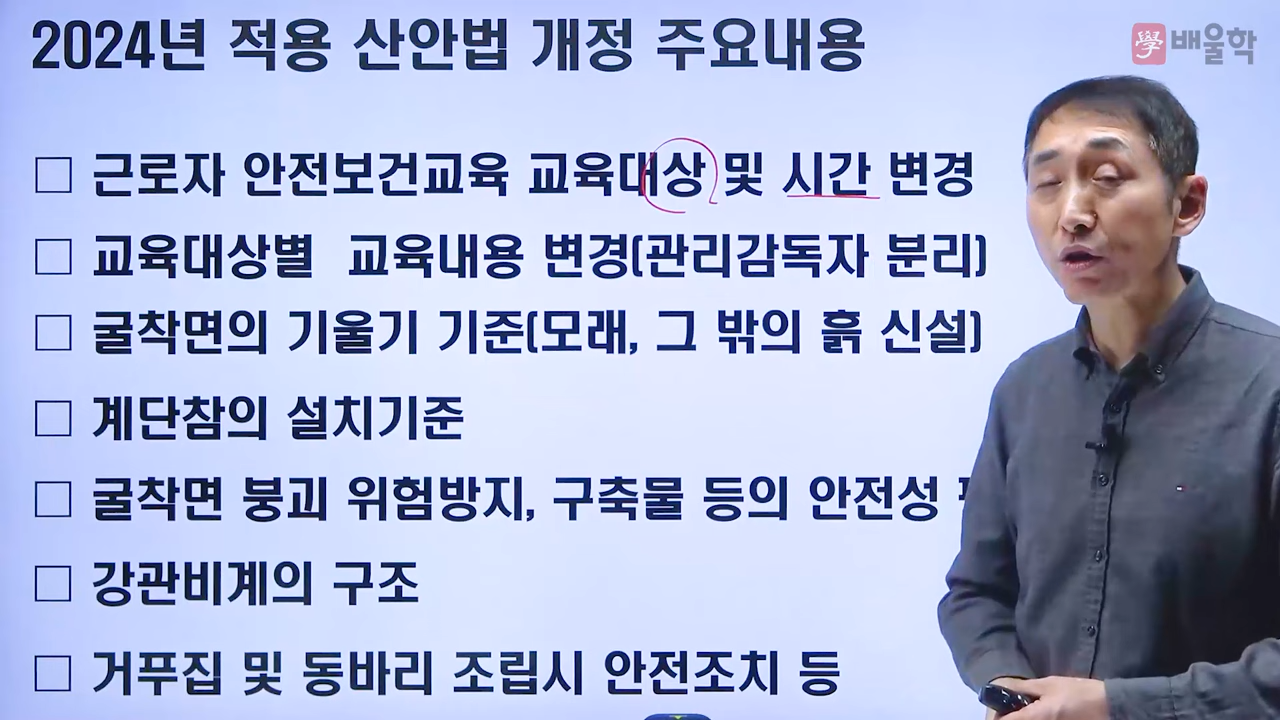 2024년 적용 산안법 개정 주요내용
學 배울학
□ 근로자 안전보건교육 교육대상 및 시간 변경
□ 교육대상별 교육내용 변경(관리감독자 분리)
□ 굴착면의 기울기 기준(모래, 그 밖의 흙 신설)
□ 계단참의 설치기준
□ 굴착면 붕괴 위험방지, 구축물 등의 안전성
□ 강관비계의 구조
□ 거푸집 및 동바리 조립시 안전조치 등